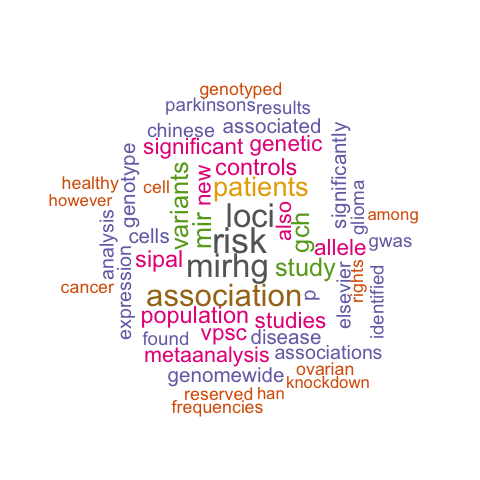 genotyped
parkinsons results
chinese associated
significant genetic
genotype
variants
new
controls
significantly
healthy
cell
patients
glioma
however
mir
loci
also
gch
among
analysis
cells
risk
allele
gwas
sipal
mirhg
study
expression
cancer
association
p
elsevier
rights
identified
population studies
vpsc
found
disease
metaanalysis associations
genomewide
ovarian
knockdown
reserved han
frequencies